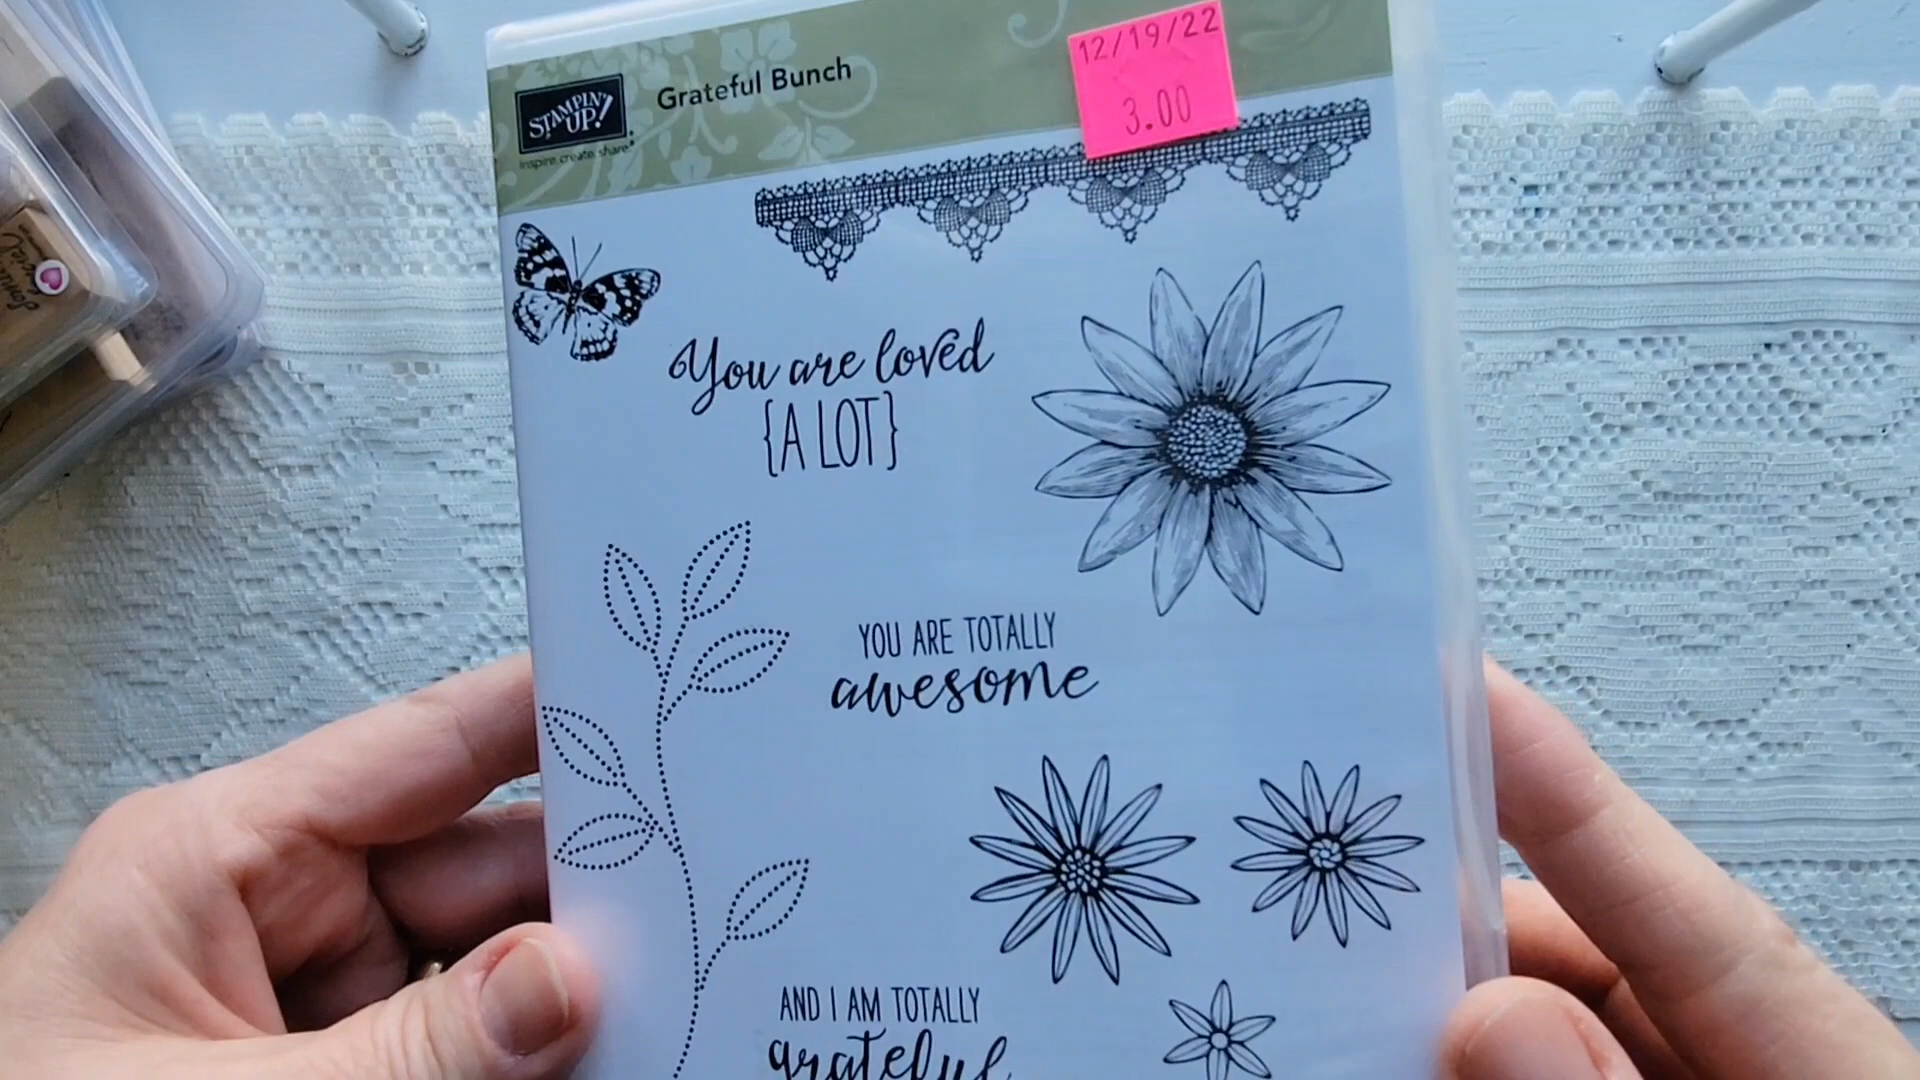 STAMPIN' UP!
inspire. create. share.
Grateful Bunch
12/19/22
3.00
You are loved
{A LOT}
YOU ARE TOTALLY
awesome
AND I AM TOTALLY
grateful